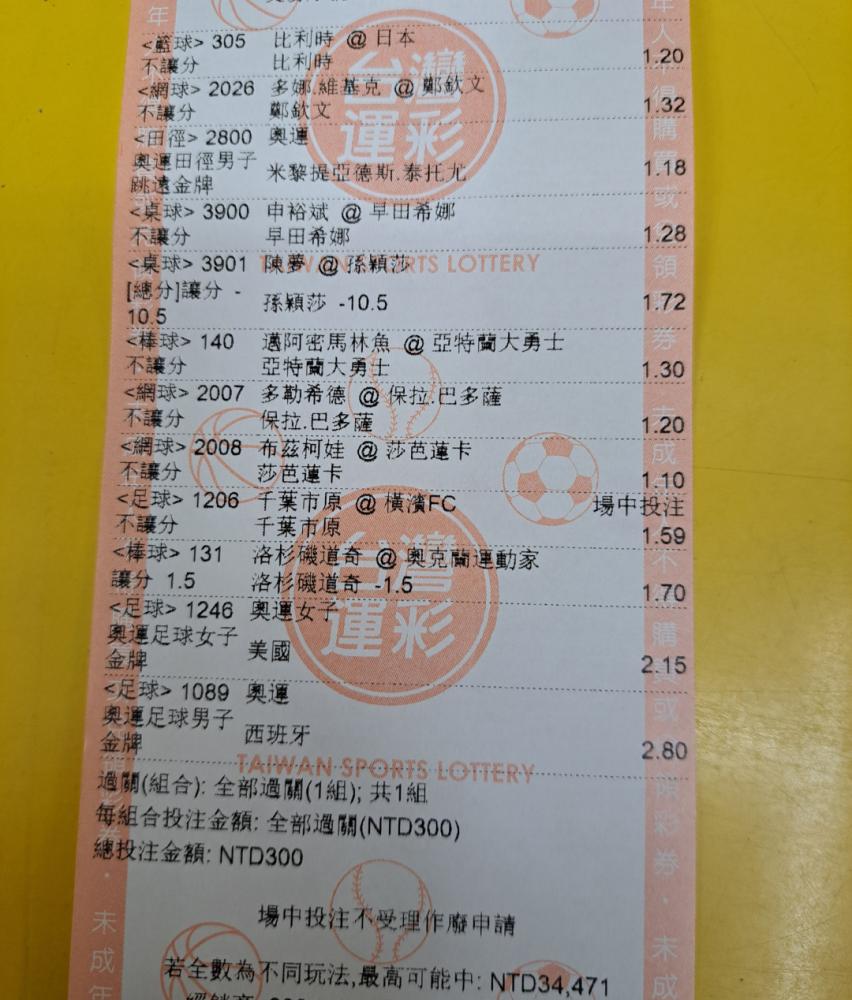 <籃球> 305 比利時 @ 日本
不讓分 比利時 1.20
<網球> 2026 多娜.維基克 @ 鄭欽文
不讓分 鄭欽文 1.32
<田徑> 2800 奧運
奧運田徑男子
跳遠金牌 米黎提亞德斯.泰托尤 1.18
<桌球> 3900 申裕斌 @ 早田希娜
不讓分 早田希娜 1.28
<桌球> 3901 陳夢 @ 孫穎莎
TAIWAN SPORTS LOTTERY
[總分]讓分 -
10.5 孫穎莎 -10.5 1.72
<棒球> 140 邁阿密馬林魚 @ 亞特蘭大勇士
不讓分 亞特蘭大勇士 1.30
<網球> 2007 多勒希德 @ 保拉.巴多薩
不讓分 保拉.巴多薩 1.20
<網球> 2008 布茲柯娃 @ 莎芭蓮卡
不讓分 莎芭蓮卡 1.10
<足球> 1206 千葉市原 @ 橫濱FC 場中投注
不讓分 千葉市原 1.59
<棒球> 131 洛杉磯道奇 @ 奧克蘭運動家
讓分 1.5 洛杉磯道奇 -1.5 1.70
<足球> 1246 奧運女子
奧運足球女子
金牌 美國 2.15
<足球> 1089 奧運
奧運足球男子
金牌 西班牙 2.80
TAIWAN SPORTS LOTTERY
過關(組合): 全部過關(1組); 共1組
每組合投注金額: 全部過關(NTD300)
總投注金額: NTD300
場中投注不受理作廢申請
若全數為不同玩法,最高可能中: NTD34,471
台灣
運彩
台灣
運彩